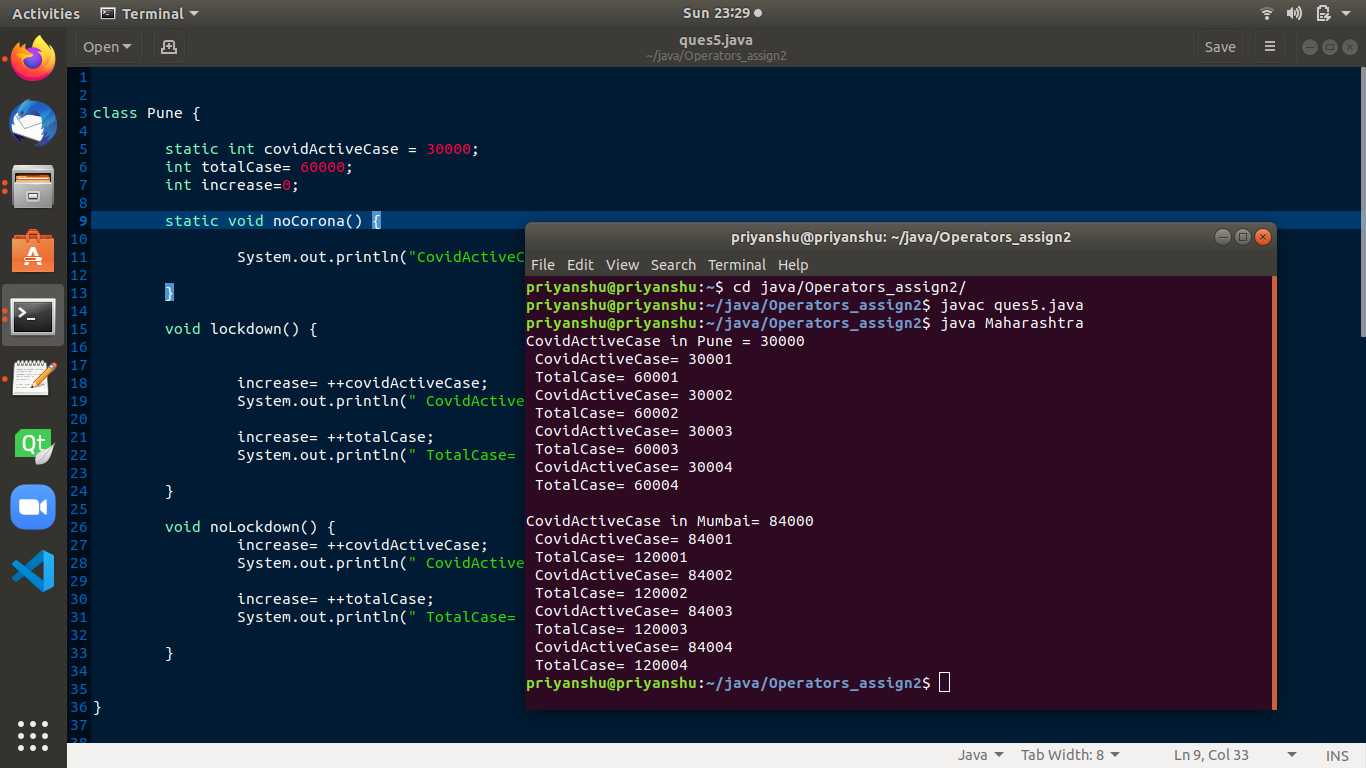 Activities Terminal Sun 23:29
Open ques5.java Save
~/java/Operators_assign2
1
2
3 class Pune {
4
5 static int covidActiveCase = 30000;
6 int totalCase= 60000;
7 int increase=0;
8
9 static void noCorona() {
10
11 System.out.println("CovidActiveC
12
13 }
14
15 void lockdown() {
16
17
18 increase= ++covidActiveCase;
19 System.out.println(" CovidActive
20
21 increase= ++totalCase;
22 System.out.println(" TotalCase=
23
24 }
25
26 void noLockdown() {
27 increase= ++covidActiveCase;
28 System.out.println(" CovidActive
29
30 increase= ++totalCase;
31 System.out.println(" TotalCase=
32
33 }
34
35
36 }
37
38
priyanshu@priyanshu: ~/java/Operators_assign2
File Edit View Search Terminal Help
priyanshu@priyanshu:~$ cd java/Operators_assign2/
priyanshu@priyanshu:~/java/Operators_assign2$ javac ques5.java
priyanshu@priyanshu:~/java/Operators_assign2$ java Maharashtra
CovidActiveCase in Pune = 30000
CovidActiveCase= 30001
TotalCase= 60001
CovidActiveCase= 30002
TotalCase= 60002
CovidActiveCase= 30003
TotalCase= 60003
CovidActiveCase= 30004
TotalCase= 60004
CovidActiveCase in Mumbai= 84000
CovidActiveCase= 84001
TotalCase= 120001
CovidActiveCase= 84002
TotalCase= 120002
CovidActiveCase= 84003
TotalCase= 120003
CovidActiveCase= 84004
TotalCase= 120004
priyanshu@priyanshu:~/java/Operators_assign2$
Qt
Java Tab Width: 8 Ln 9, Col 33 INS